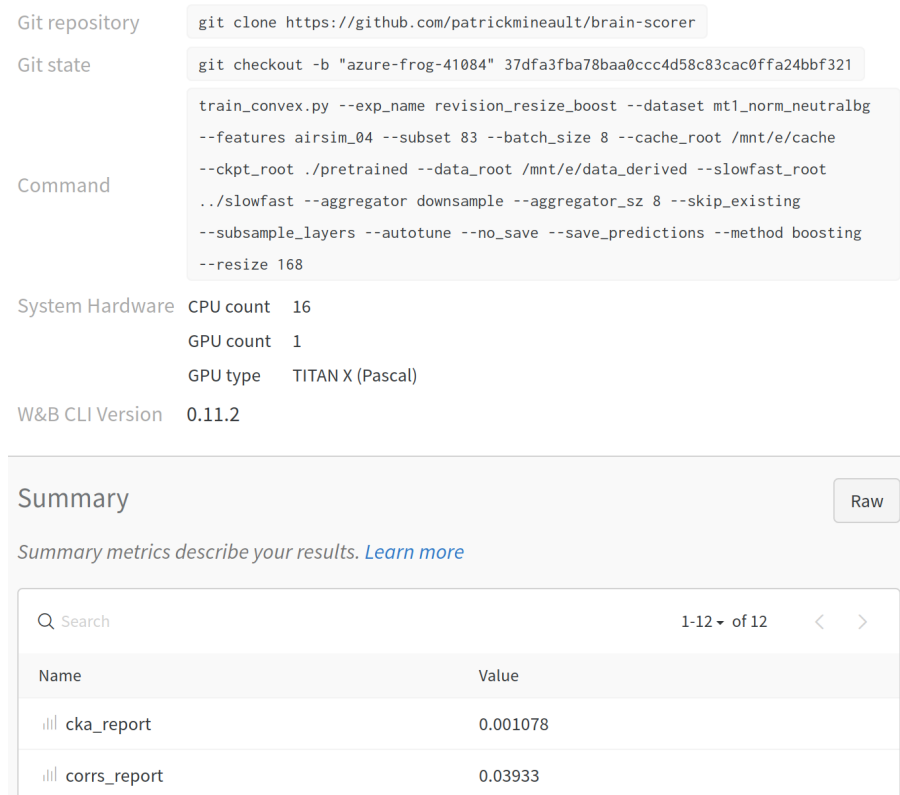 Git repository
git clone https://github.com/patrickmineault/brain-scorer
Git state
git checkout -b "azure-frog-41084" 37dfa3fba78baa0ccc4d58c83cac0ffa24bbf321
Command
train_convex.py --exp_name revision_resize_boost --dataset mt1_norm_neutralbg
--features airsim_04 --subset 83 --batch_size 8 --cache_root /mnt/e/cache
--ckpt_root ./pretrained --data_root /mnt/e/data_derived --slowfast_root
../slowfast --aggregator downsample --aggregator_sz 8 --skip_existing
--subsample_layers --autotune --no_save --save_predictions --method boosting
--resize 168
System Hardware CPU count 16
GPU count 1
GPU type TITAN X (Pascal)
W&B CLI Version 0.11.2
Summary
Raw
Summary metrics describe your results. Learn more
Search
1-12 of 12
Name Value
cka_report 0.001078
corrs_report 0.03933